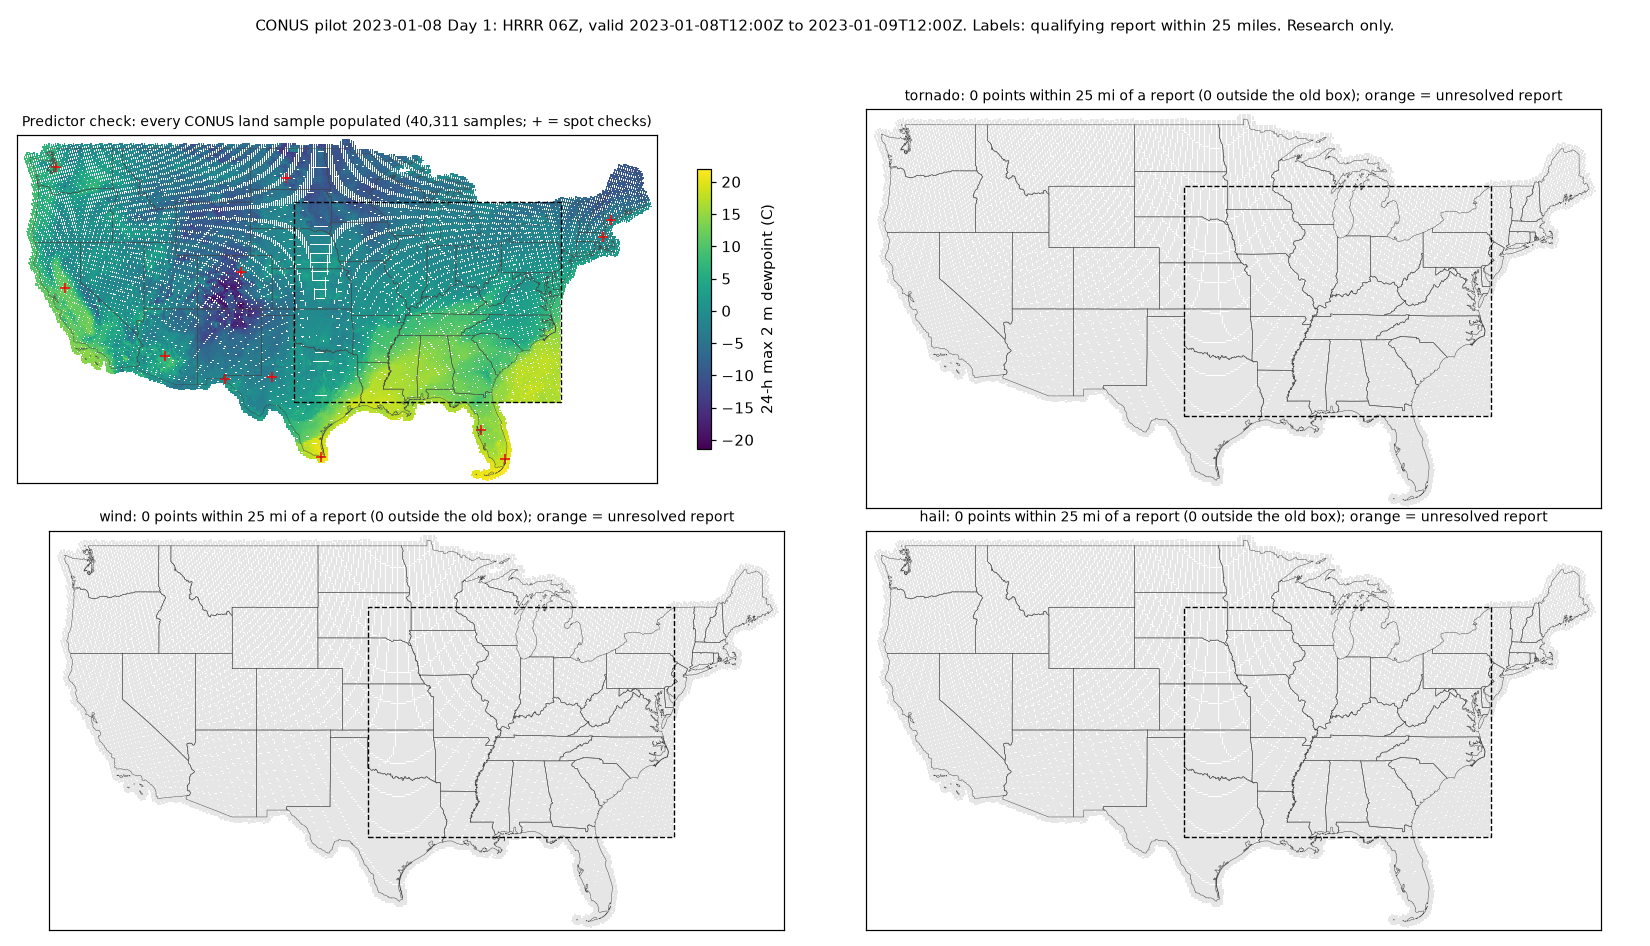 CONUS pilot 2023-01-08 Day 1: HRRR 06Z, valid 2023-01-08T12:00Z to 2023-01-09T12:00Z. Labels: qualifying report within 25 miles. Research only.
Predictor check: every CONUS land sample populated (40,311 samples; + = spot checks)
20
15
10
5
0
−5
−10
−15
−20
24-h max 2 m dewpoint (C)
tornado: 0 points within 25 mi of a report (0 outside the old box); orange = unresolved report
wind: 0 points within 25 mi of a report (0 outside the old box); orange = unresolved report
hail: 0 points within 25 mi of a report (0 outside the old box); orange = unresolved report